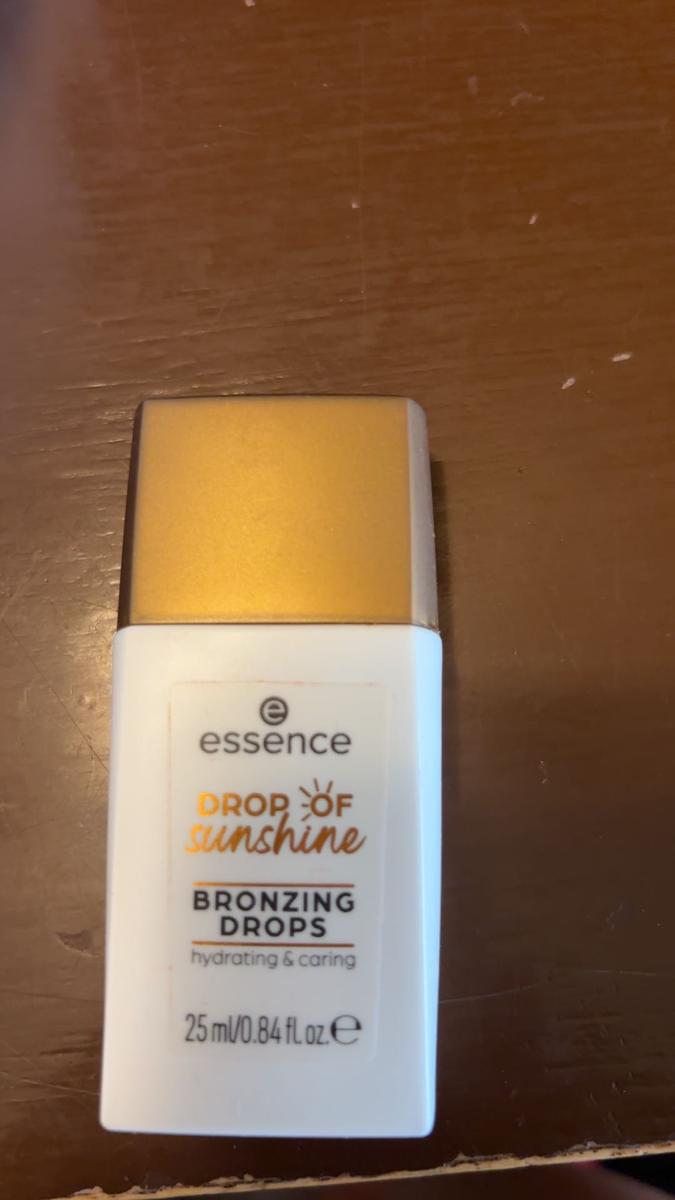 e
essence
DROP OF
sunshine
BRONZING
DROPS
hydrating & caring
25 ml/0.84 fl. oz. ℮